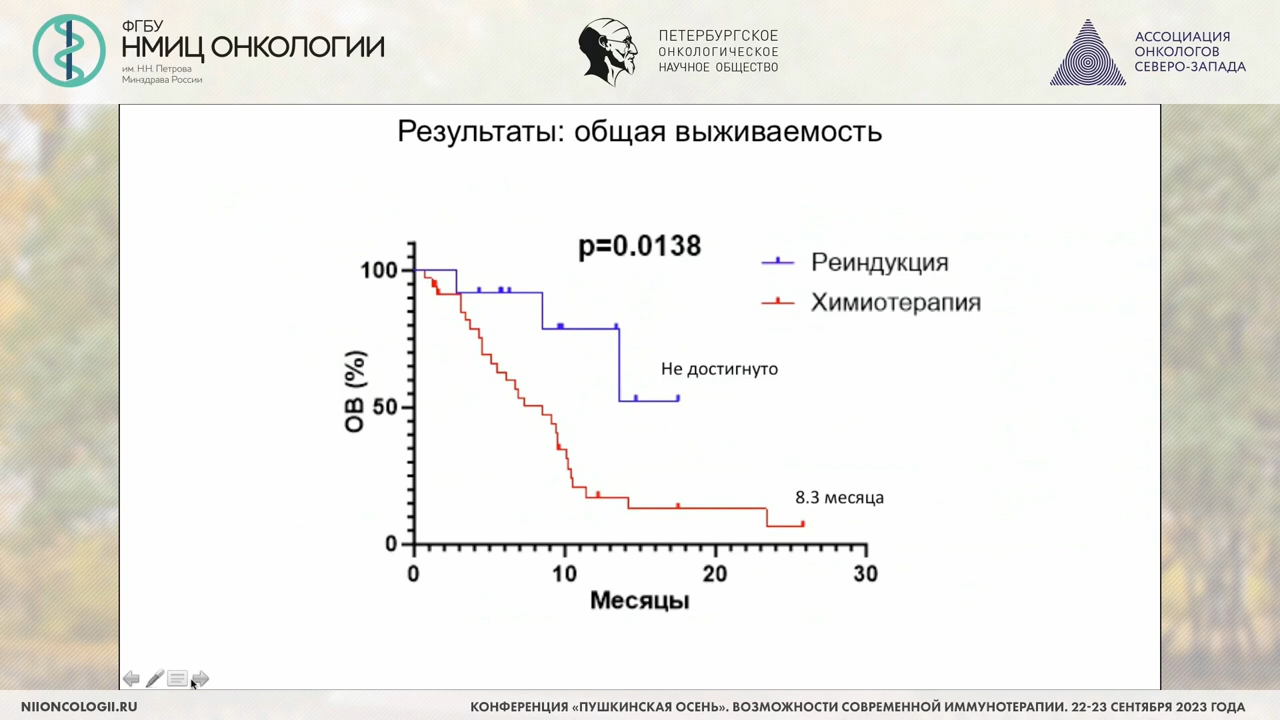 ФГБУ
НМИЦ ОНКОЛОГИИ
им. Н.Н. Петрова
Минздрава России
ПЕТЕРБУРГСКОЕ
ОНКОЛОГИЧЕСКОЕ
НАУЧНОЕ ОБЩЕСТВО
АССОЦИАЦИЯ
ОНКОЛОГОВ
СЕВЕРО-ЗАПАДА
Результаты: общая выживаемость
p=0.0138
Реиндукция
Химиотерапия
100
50
0
ОВ (%)
Не достигнуто
8.3 месяца
0 10 20 30
Месяцы
NIIONCOLOGII.RU
КОНФЕРЕНЦИЯ «ПУШКИНСКАЯ ОСЕНЬ». ВОЗМОЖНОСТИ СОВРЕМЕННОЙ ИММУНОТЕРАПИИ. 22-23 СЕНТЯБРЯ 2023 ГОДА